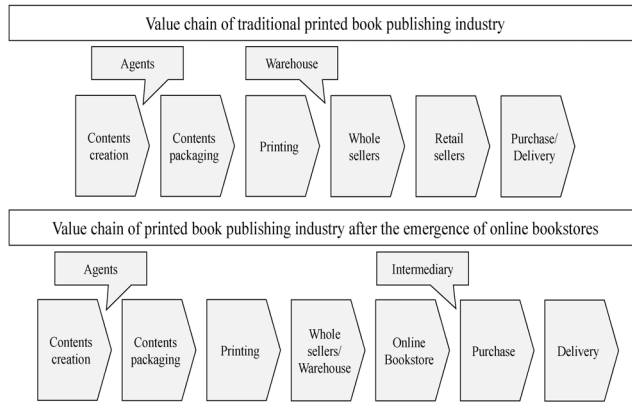 Value chain of traditional printed book publishing industry
Agents
Warehouse
Contents
creation
Contents
packaging
Printing
Whole
sellers
Retail
sellers
Purchase/
Delivery
Value chain of printed book publishing industry after the emergence of online bookstores
Agents
Intermediary
Contents
creation
Contents
packaging
Printing
Whole
sellers/
Warehouse
Online
Bookstore
Purchase
Delivery